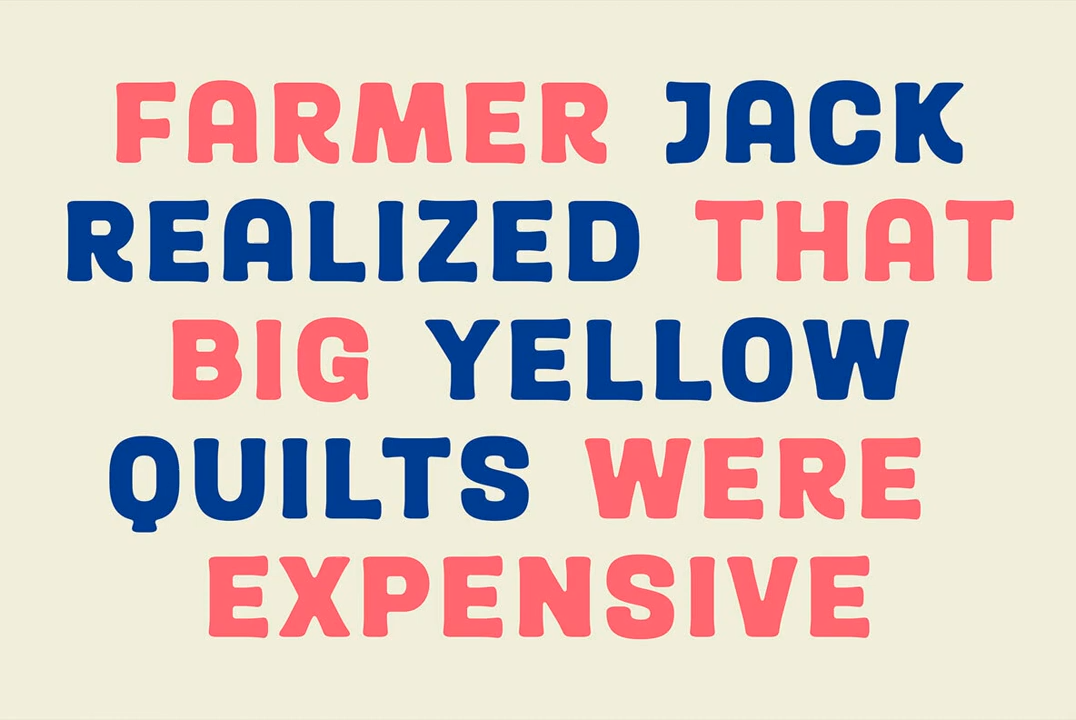 FARMER JACK
REALIZED THAT
BIG YELLOW
QUILTS WERE
EXPENSIVE